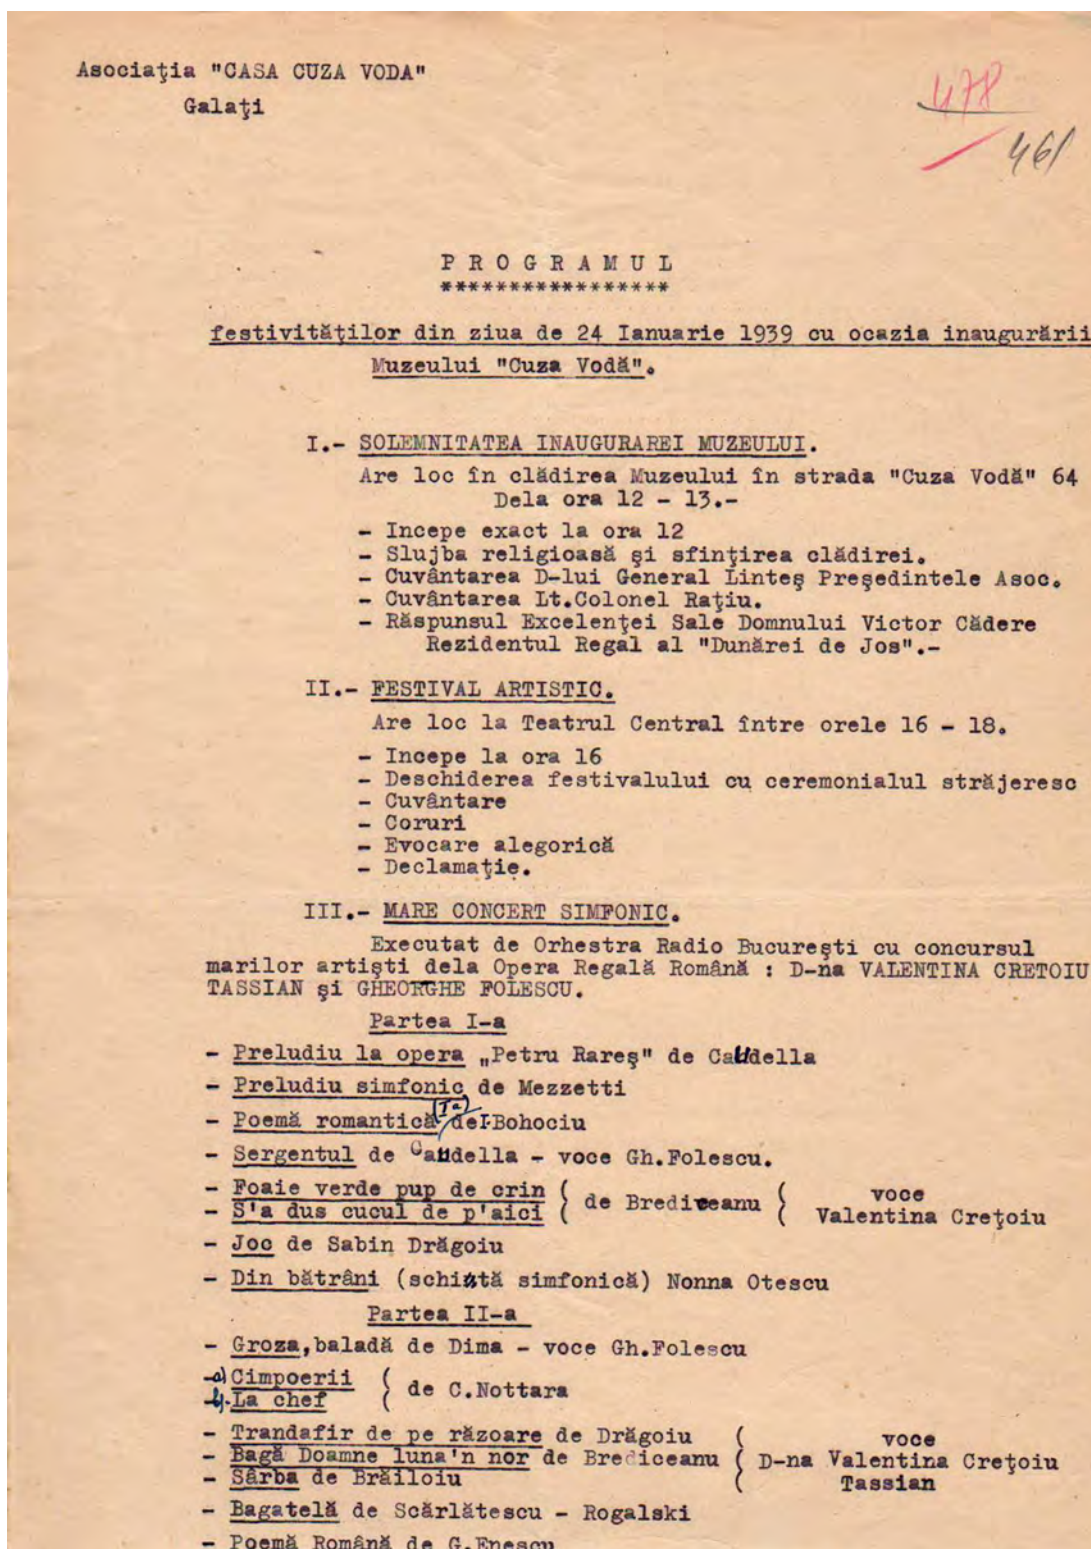 Asociaţia "CASA CUZA VODA"
Galaţi
478
461
P R O G R A M U L
*****************
festivităţilor din ziua de 24 Ianuarie 1939 cu ocazia inaugurării
Muzeului "Cuza Vodă".
I.- SOLEMNITATEA INAUGURAREI MUZEULUI.
Are loc în clădirea Muzeului în strada "Cuza Vodă" 64
Dela ora 12 - 13.-
- Incepe exact la ora 12
- Slujba religioasă şi sfinţirea clădirei.
- Cuvântarea D-lui General Linteş Preşedintele Asoc.
- Cuvântarea Lt.Colonel Raţiu.
- Răspunsul Excelenţei Sale Domnului Victor Cădere
Rezidentul Regal al "Dunărei de Jos".-
II.- FESTIVAL ARTISTIC.
Are loc la Teatrul Central între orele 16 - 18.
- Incepe la ora 16
- Deschiderea festivalului cu ceremonialul străjeresc
- Cuvântare
- Coruri
- Evocare alegorică
- Declamaţie.
III.- MARE CONCERT SIMFONIC.
Executat de Orhestra Radio Bucureşti cu concursul
marilor artişti dela Opera Regală Română : D-na VALENTINA CRETOIU
TASSIAN şi GHEORGHE FOLESCU.
Partea I-a
- Preludiu la opera „Petru Rareş" de Caudella
- Preludiu simfonic de Mezzetti
- Poemă romantică de I·Bohociu
- Sergentul de Caudella - voce Gh.Folescu.
- Foaie verde pup de crin { de Brediceanu { voce
- S'a dus cucul de p'aici { Valentina Creţoiu
- Joc de Sabin Drăgoiu
- Din bătrâni (schiţă simfonică) Nonna Otescu
Partea II-a
- Groza,baladă de Dima - voce Gh.Folescu
-a) Cimpoerii { de C.Nottara
-b). La chef
- Trandafir de pe răzoare de Drăgoiu { voce
- Bagă Doamne luna'n nor de Brediceanu { D-na Valentina Creţoiu
- Sârba de Brăiloiu ( Tassian
- Bagatelă de Scărlătescu - Rogalski
- Poemă Română de G.Enescu